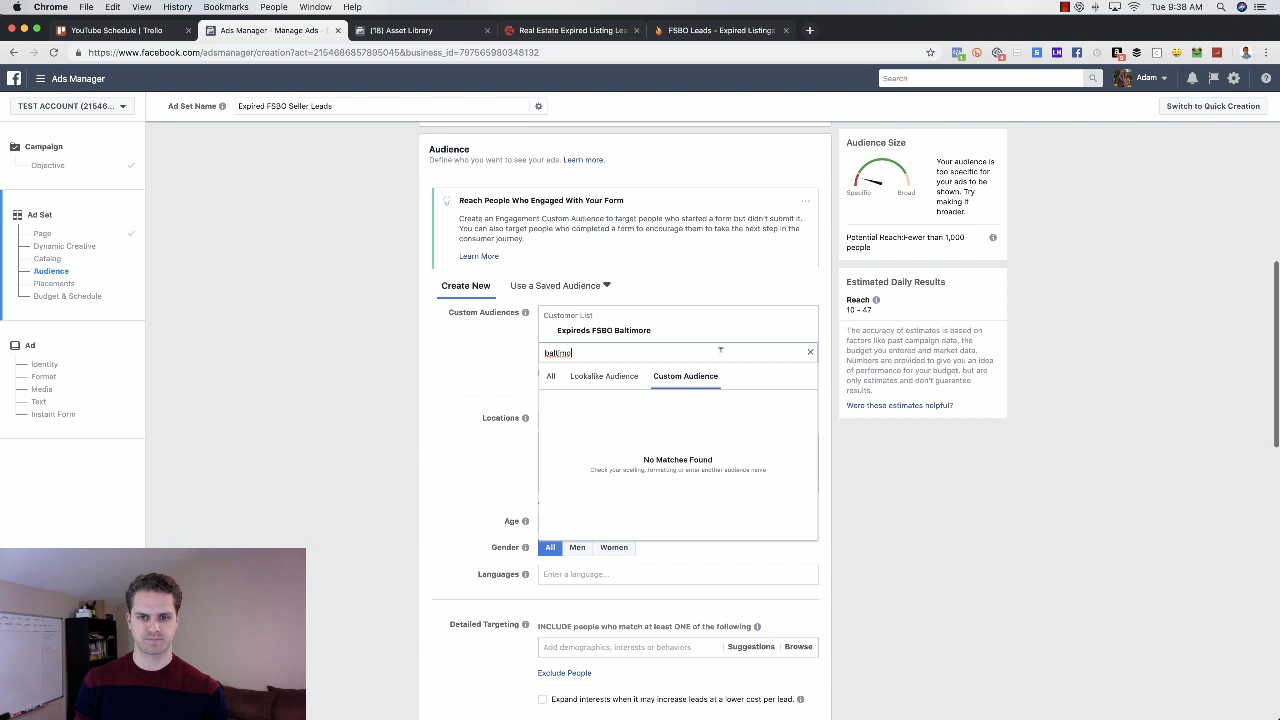 Chrome File Edit View History Bookmarks People Window Help
Tue 9:38 AM
YouTube Schedule | Trello
Ads Manager - Manage Ads - C
(18) Asset Library
Real Estate Expired Listing Lea
FSBO Leads – Expired Listings
https://www.facebook.com/adsmanager/creation?act=2154686857895045&business_id=797565980348132
Ads Manager
Search
Adam
TEST ACCOUNT (21546...
Ad Set Name
Expired FSBO Seller Leads
Switch to Quick Creation
Campaign
Objective
Ad Set
Page
Dynamic Creative
Catalog
Audience
Placements
Budget & Schedule
Ad
Identity
Format
Media
Text
Instant Form
Audience
Define who you want to see your ads. Learn more.
Reach People Who Engaged With Your Form
Create an Engagement Custom Audience to target people who started a form but didn't submit it.
You can also target people who completed a form to encourage them to take the next step in the
consumer journey.
Learn More
Create New
Use a Saved Audience
Custom Audiences
Customer List
Expireds FSBO Baltimore
baltimo
All
Lookalike Audience
Custom Audience
No Matches Found
Check your spelling, formatting or enter another audience name
Locations
Age
Gender
All
Men
Women
Languages
Enter a language...
Detailed Targeting
INCLUDE people who match at least ONE of the following
Add demographics, interests or behaviors
Suggestions
Browse
Exclude People
Expand interests when it may increase leads at a lower cost per lead.
Audience Size
Specific
Broad
Your audience is
too specific for
your ads to be
shown. Try
making it
broader.
Potential Reach:Fewer than 1,000
people
Estimated Daily Results
Reach
10 - 47
The accuracy of estimates is based on
factors like past campaign data, the
budget you entered and market data.
Numbers are provided to give you an idea
of performance for your budget, but are
only estimates and don't guarantee
results.
Were these estimates helpful?